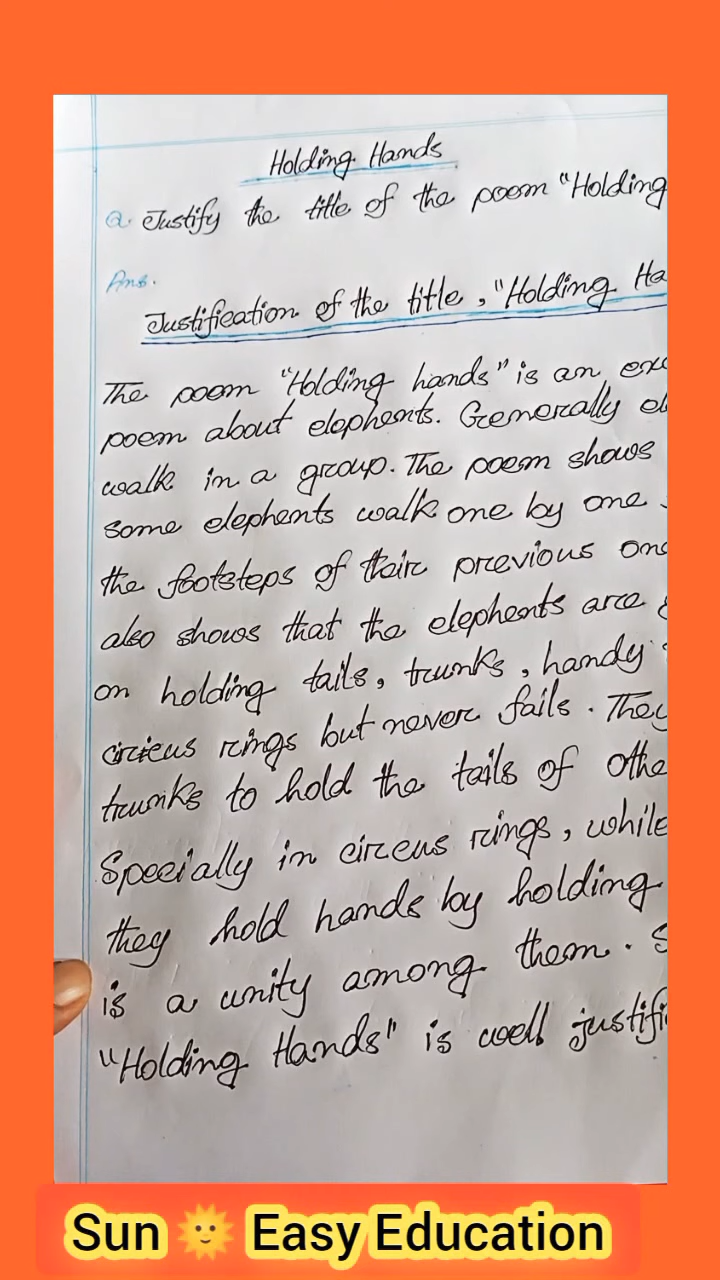 Holding Hands
Q. Justify the title of the poem "Holding
Ans.
Justification of the title, "Holding Ha
The poem "Holding hands" is an exc
poem about elephants. Generally el
walk in a group. The poem shows
some elephants walk one by one
the footsteps of their previous one
also shows that the elephants are
on holding tails, trunks, handy
circus rings but never fails. They
trunks to hold the tails of othe
Specially in circus rings, while
they hold hands by holding
is a unity among them. S
"Holding Hands" is well justifi
Sun 🌞 Easy Education